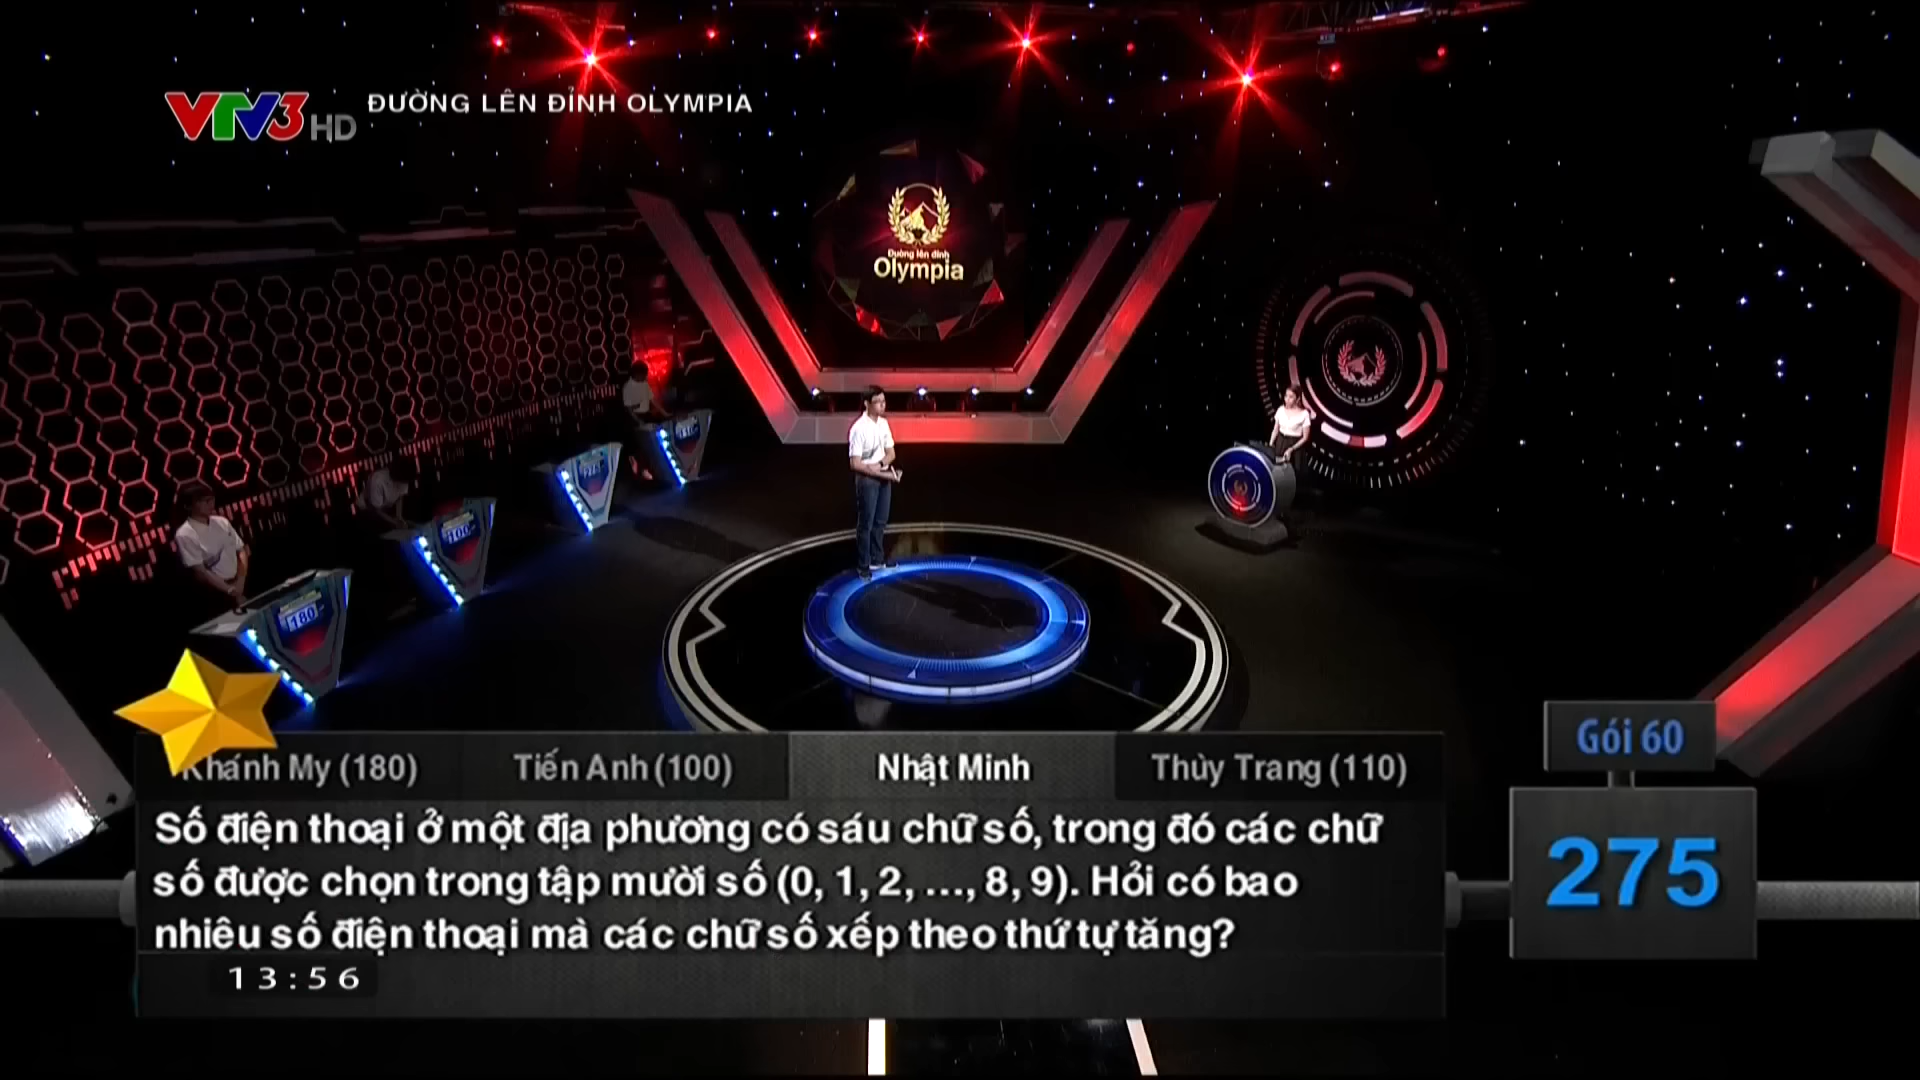 VTV3 HD
ĐƯỜNG LÊN ĐỈNH OLYMPIA
Đường lên đỉnh
Olympia
110
100
180
Gói 60
Khánh My (180)
Tiến Anh (100)
Nhật Minh
Thùy Trang (110)
275
Số điện thoại ở một địa phương có sáu chữ số, trong đó các chữ
số được chọn trong tập mười số (0, 1, 2, ..., 8, 9). Hỏi có bao
nhiêu số điện thoại mà các chữ số xếp theo thứ tự tăng?
13:56